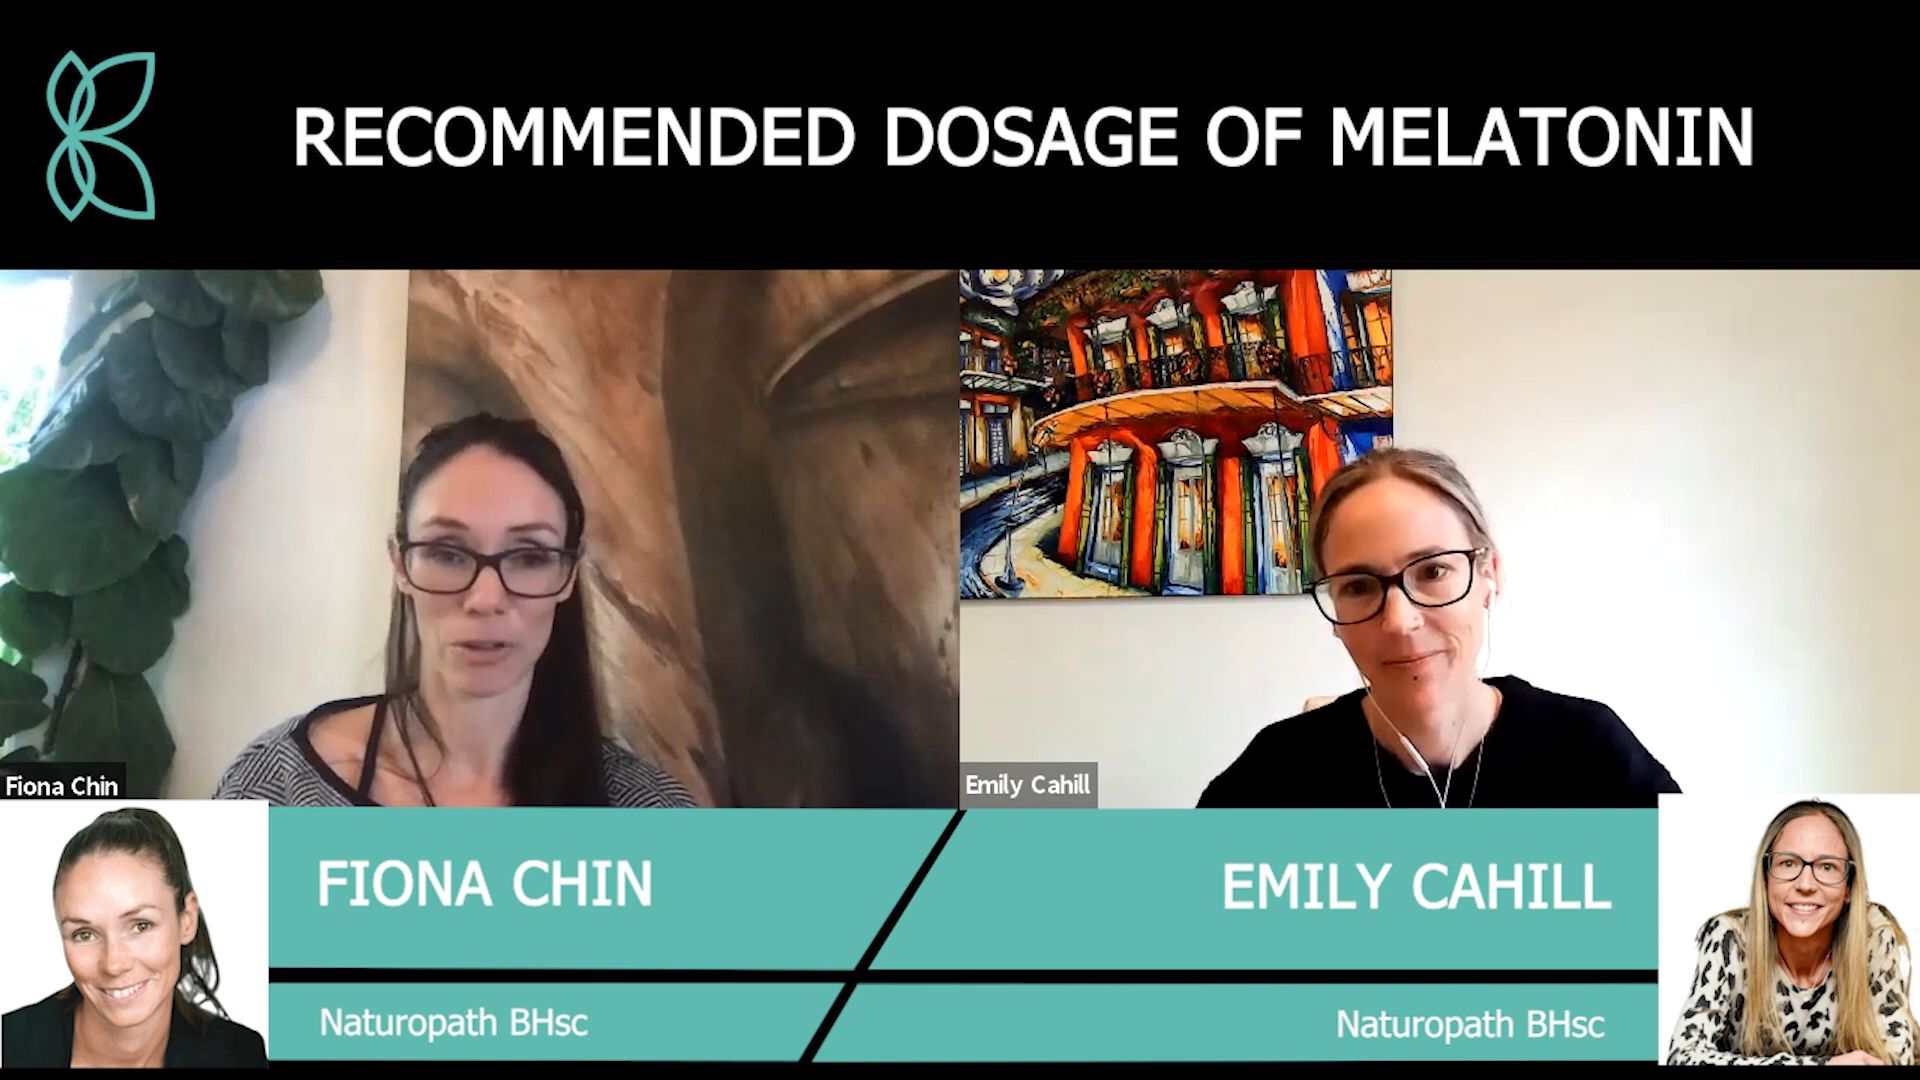 RECOMMENDED DOSAGE OF MELATONIN
Fiona Chin
Emily Cahill
FIONA CHIN
EMILY CAHILL
Naturopath BHsc
Naturopath BHsc